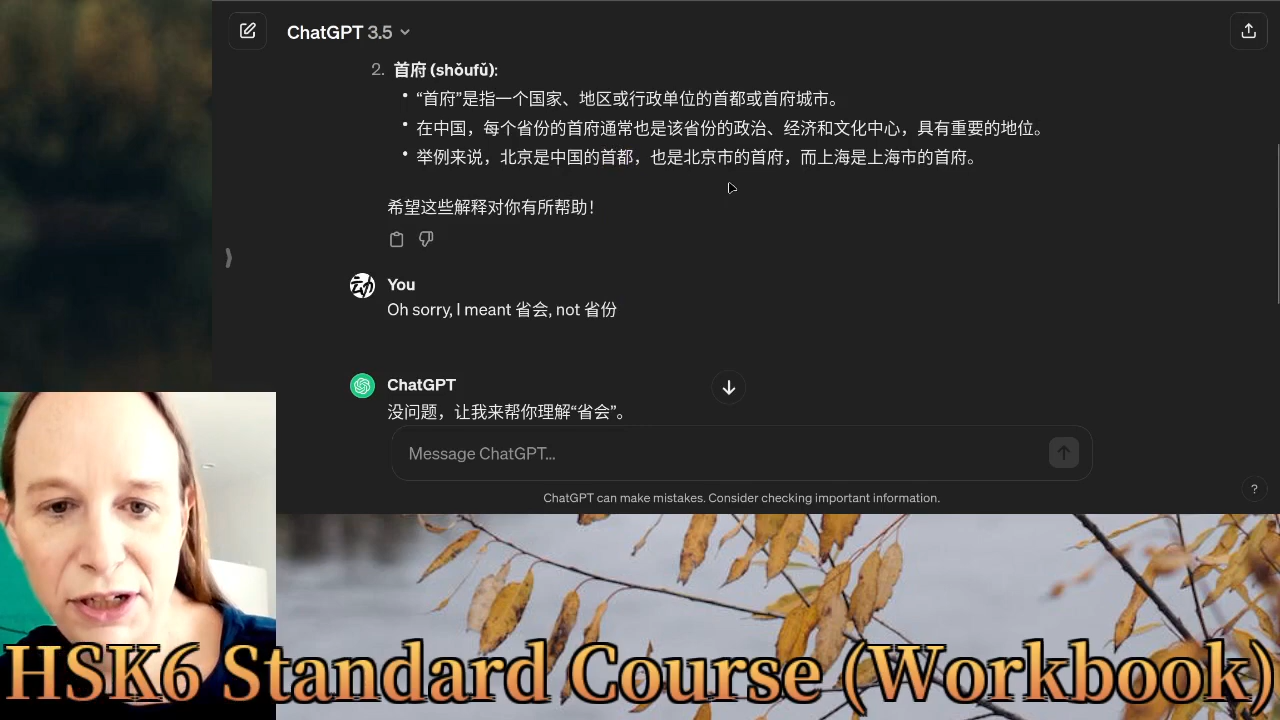 ChatGPT 3.5
2. 首府 (shǒufǔ):
• “首府”是指一个国家、地区或行政单位的首都或首府城市。
• 在中国，每个省份的首府通常也是该省份的政治、经济和文化中心，具有重要的地位。
• 举例来说，北京是中国的首都，也是北京市的首府，而上海是上海市的首府。
希望这些解释对你有所帮助！
You
Oh sorry, I meant 省会, not 省份
ChatGPT
没问题，让我来帮你理解“省会”。
Message ChatGPT...
ChatGPT can make mistakes. Consider checking important information.
?
HSK6 Standard Course (Workbook)